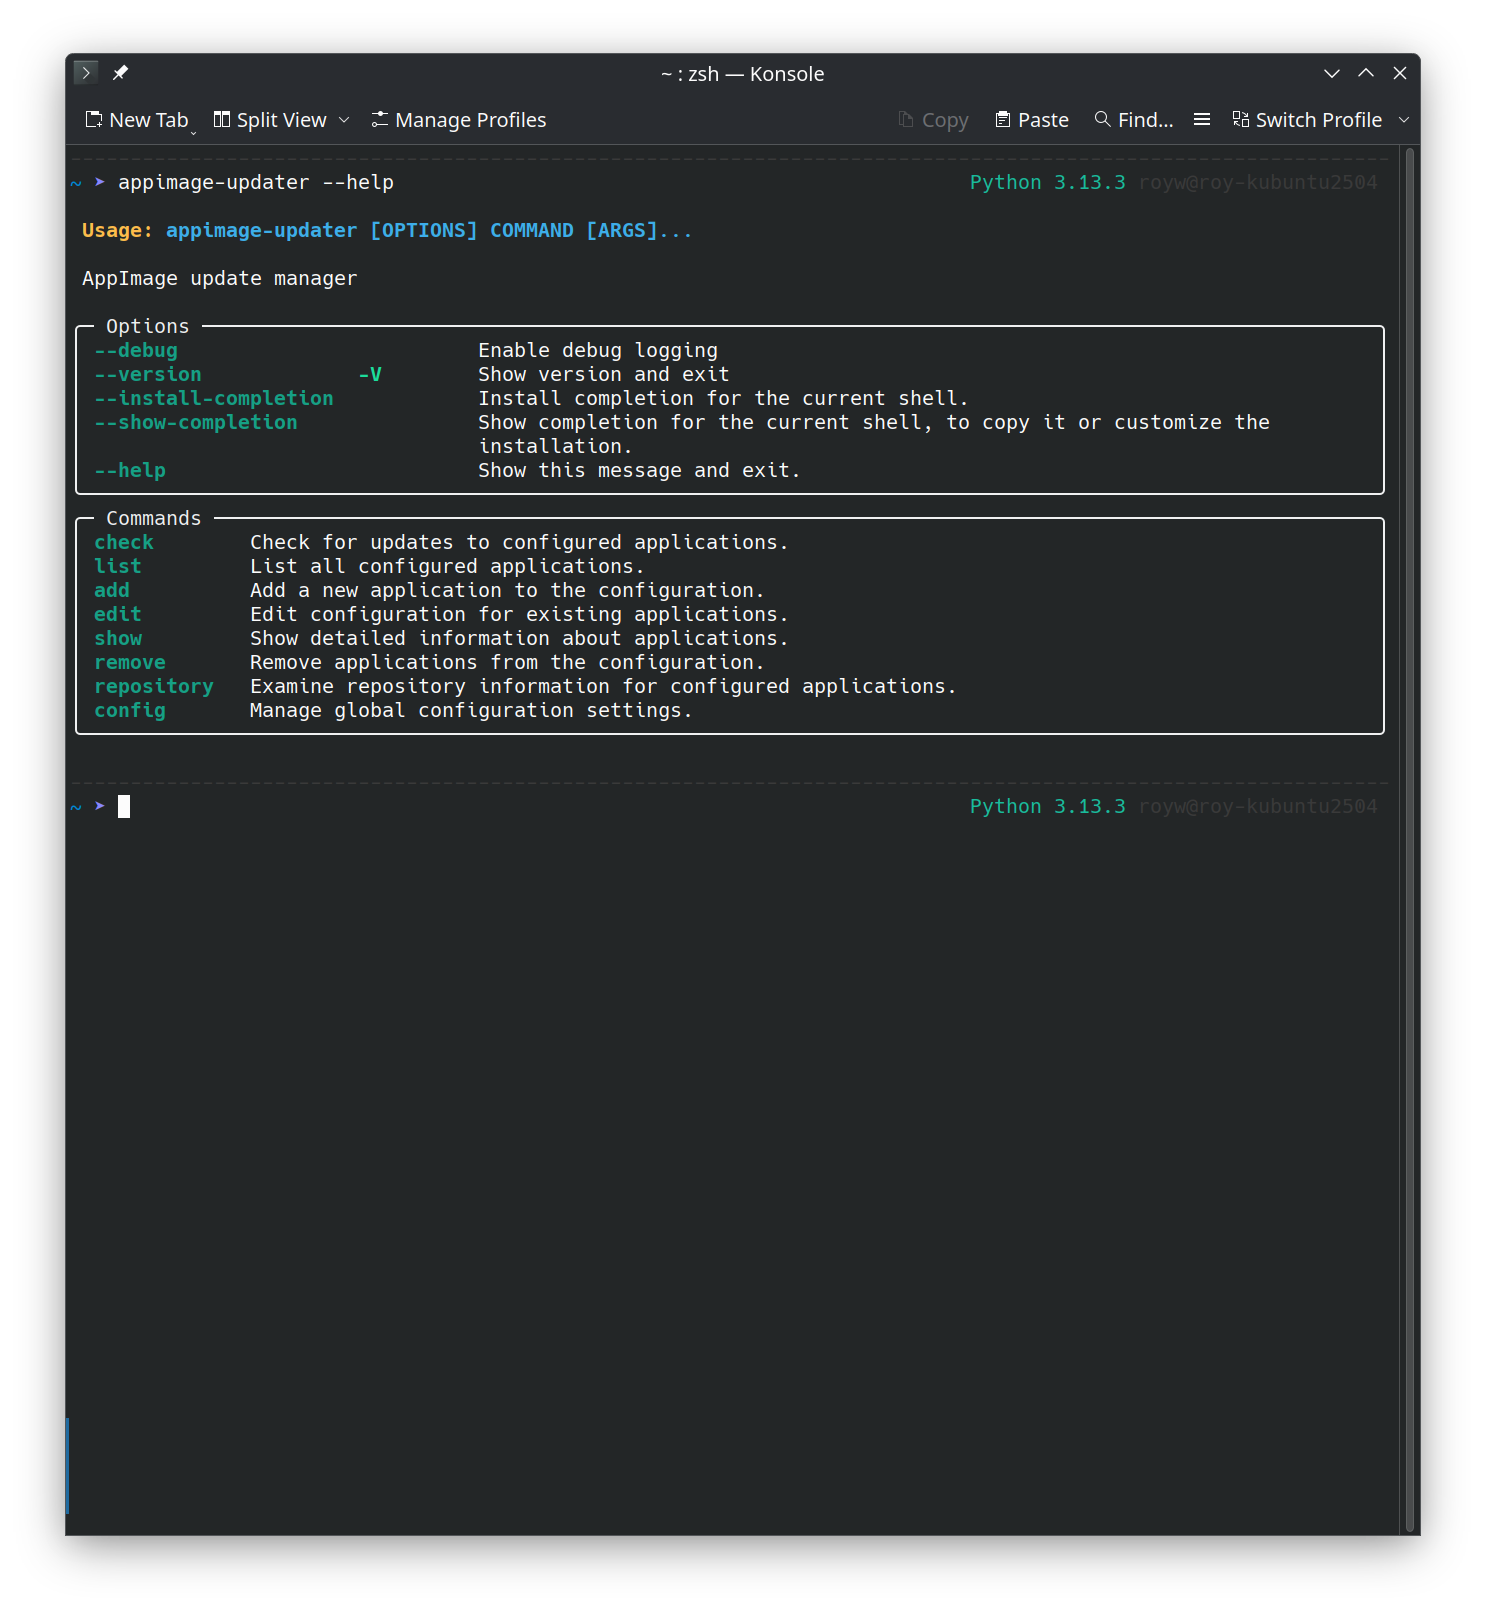 ~ : zsh — Konsole
New Tab Split View Manage Profiles Copy Paste Find... Switch Profile
~ ➤ appimage-updater --help Python 3.13.3 royw@roy-kubuntu2504
Usage: appimage-updater [OPTIONS] COMMAND [ARGS]...
AppImage update manager
Options
--debug Enable debug logging
--version -V Show version and exit
--install-completion Install completion for the current shell.
--show-completion Show completion for the current shell, to copy it or customize the
installation.
--help Show this message and exit.
Commands
check Check for updates to configured applications.
list List all configured applications.
add Add a new application to the configuration.
edit Edit configuration for existing applications.
show Show detailed information about applications.
remove Remove applications from the configuration.
repository Examine repository information for configured applications.
config Manage global configuration settings.
~ ➤ Python 3.13.3 royw@roy-kubuntu2504